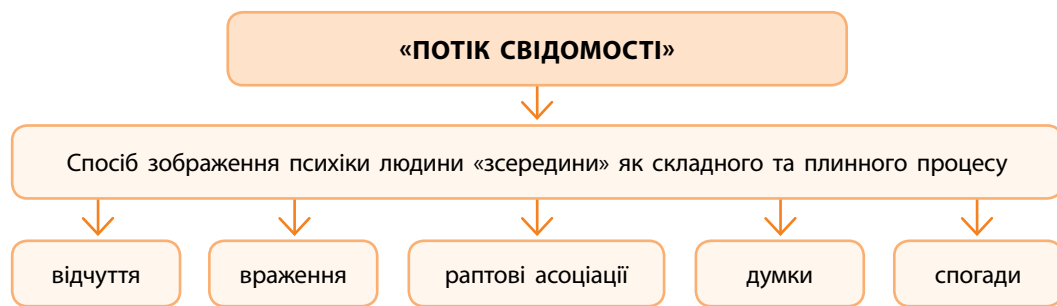 «ПОТІК СВІДОМОСТІ»
Спосіб зображення психіки людини «зсередини» як складного та плинного процесу
відчуття
враження
раптові асоціації
думки
спогади